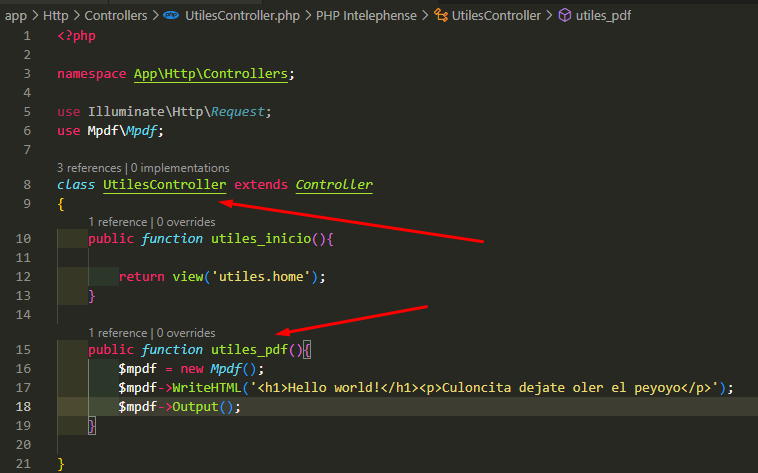 app > Http > Controllers > UtilesController.php > PHP Intelephense > UtilesController > utiles_pdf
1 <?php
2
3 namespace App\Http\Controllers;
4
5 use Illuminate\Http\Request;
6 use Mpdf\Mpdf;
7
3 references | 0 implementations
8 class UtilesController extends Controller
9 {
1 reference | 0 overrides
10 public function utiles_inicio(){
11
12 return view('utiles.home');
13 }
14
1 reference | 0 overrides
15 public function utiles_pdf(){
16 $mpdf = new Mpdf();
17 $mpdf->WriteHTML('<h1>Hello world!</h1><p>Culoncita dejate oler el peyoyo</p>');
18 $mpdf->Output();
19 }
20
21 }